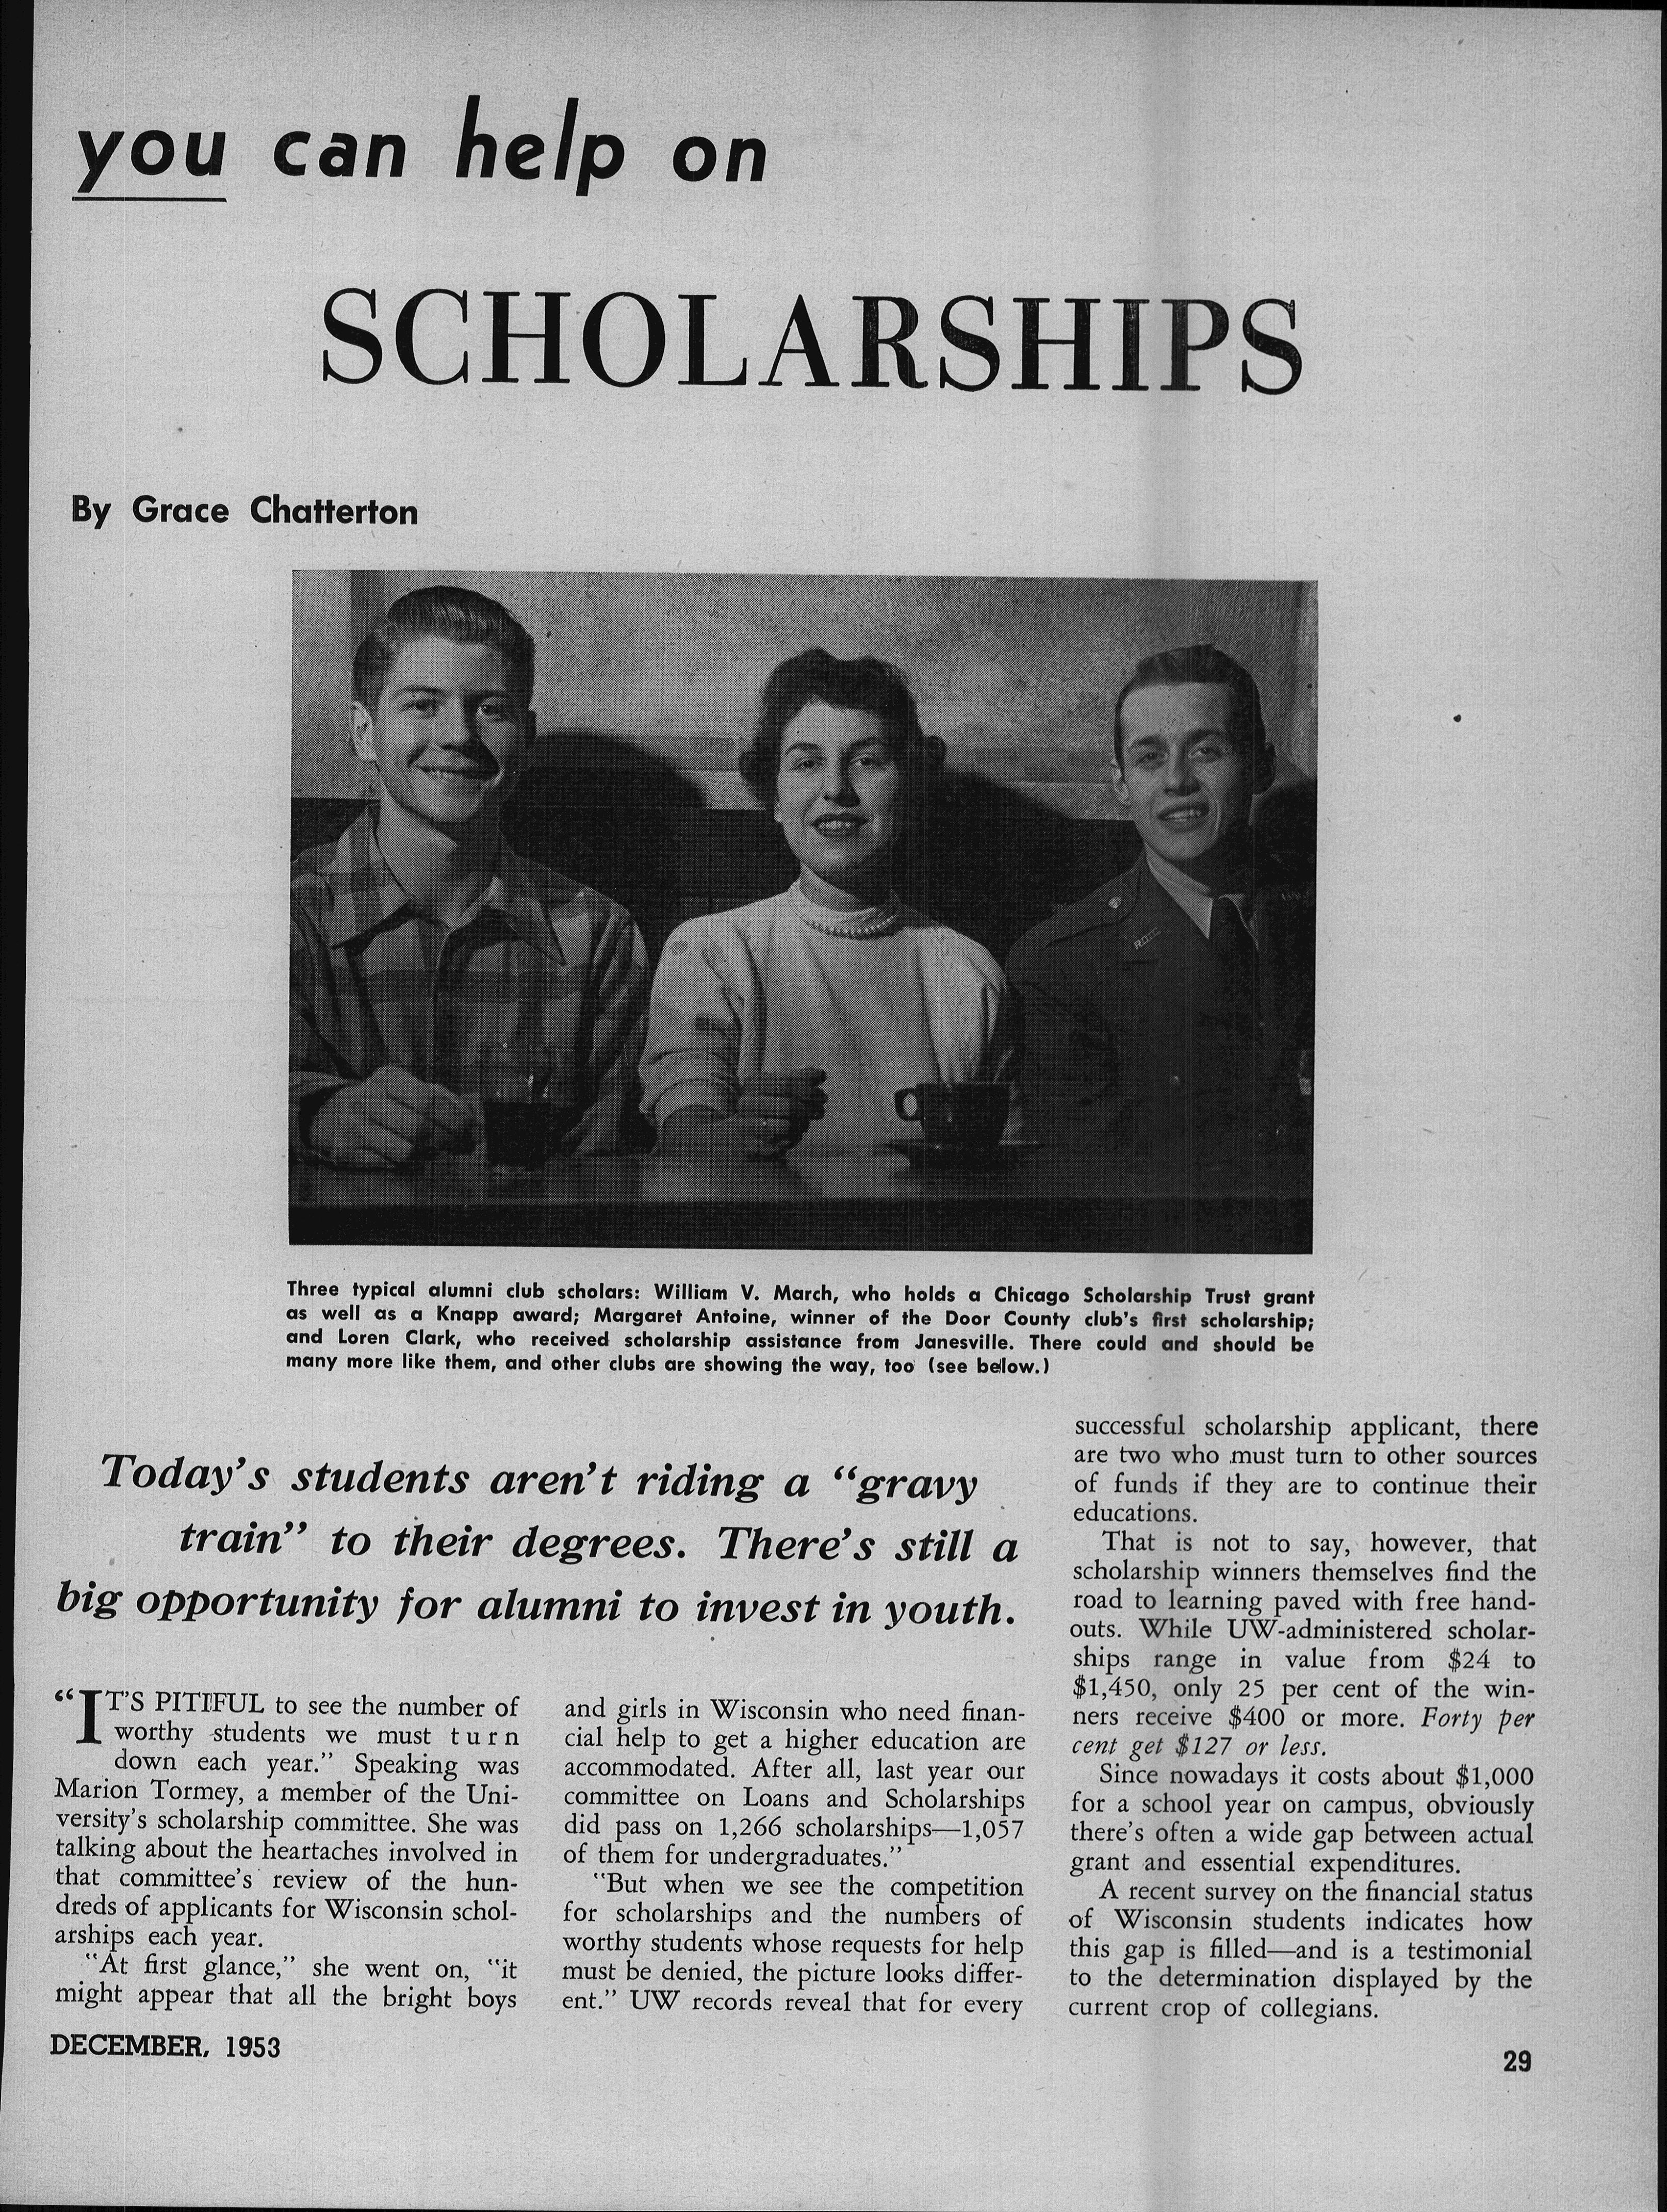 you can help on
SCHOLARSHIPS
By Grace Chatterton
ROTC
Three typical alumni club scholars: William V. March, who holds a Chicago Scholarship Trust grant
as well as a Knapp award; Margaret Antoine, winner of the Door County club's first scholarship;
and Loren Clark, who received scholarship assistance from Janesville. There could and should be
many more like them, and other clubs are showing the way, too (see below.)
Today's students aren't riding a "gravy
train" to their degrees. There's still a
big opportunity for alumni to invest in youth.
"IT'S PITIFUL to see the number of
worthy students we must turn
down each year." Speaking was
Marion Tormey, a member of the Uni-
versity's scholarship committee. She was
talking about the heartaches involved in
that committee's review of the hun-
dreds of applicants for Wisconsin schol-
arships each year.
"At first glance," she went on, "it
might appear that all the bright boys
and girls in Wisconsin who need finan-
cial help to get a higher education are
accommodated. After all, last year our
committee on Loans and Scholarships
did pass on 1,266 scholarships—1,057
of them for undergraduates."
"But when we see the competition
for scholarships and the numbers of
worthy students whose requests for help
must be denied, the picture looks differ-
ent." UW records reveal that for every
successful scholarship applicant, there
are two who must turn to other sources
of funds if they are to continue their
educations.
That is not to say, however, that
scholarship winners themselves find the
road to learning paved with free hand-
outs. While UW-administered scholar-
ships range in value from $24 to
$1,450, only 25 per cent of the win-
ners receive $400 or more. Forty per
cent get $127 or less.
Since nowadays it costs about $1,000
for a school year on campus, obviously
there's often a wide gap between actual
grant and essential expenditures.
A recent survey on the financial status
of Wisconsin students indicates how
this gap is filled—and is a testimonial
to the determination displayed by the
current crop of collegians.
DECEMBER, 1953
29